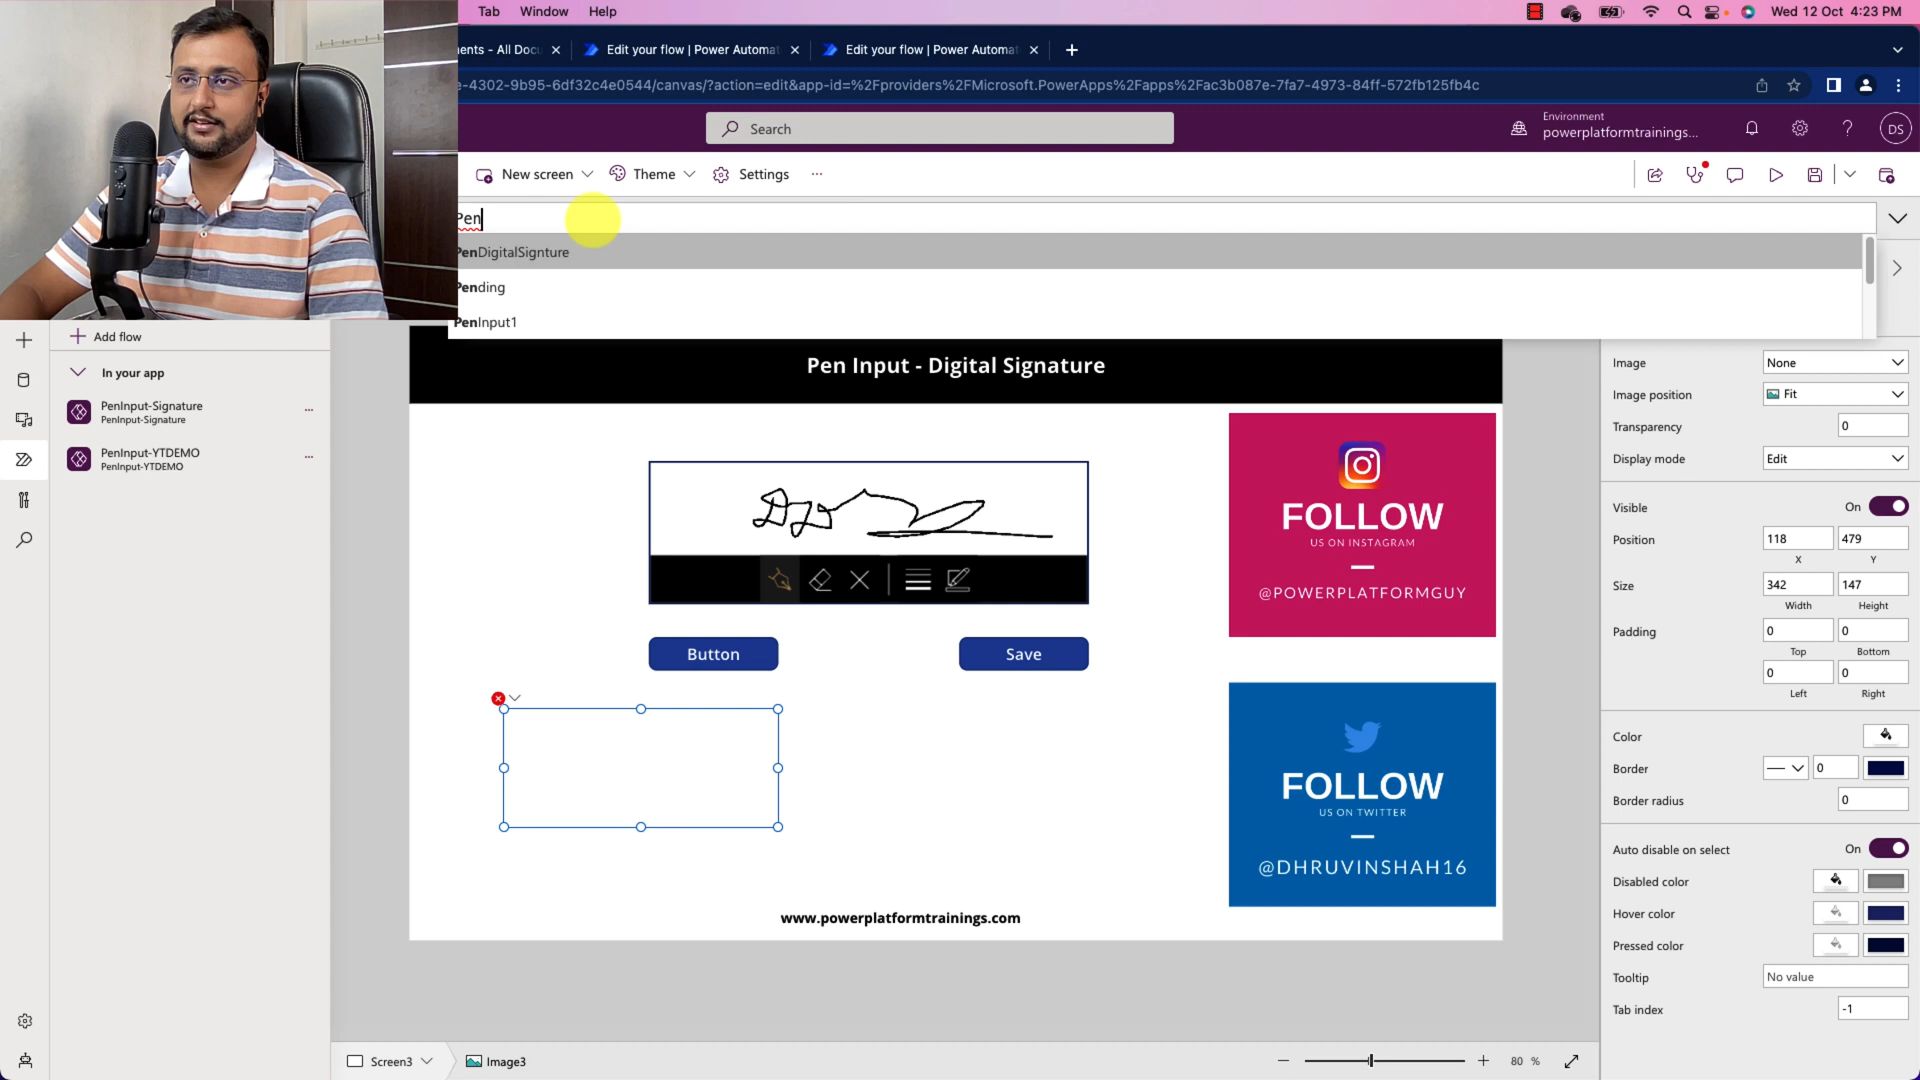 Tab Window Help
Wed 12 Oct 4:23 PM
ments - All Docu
Edit your flow | Power Automat
Edit your flow | Power Automat
e-4302-9b95-6df32c4e0544/canvas/?action=edit&app-id=%2Fproviders%2FMicrosoft.PowerApps%2Fapps%2Fac3b087e-7fa7-4973-84ff-572fb125fb4c
Search
Environment
powerplatformtrainings...
DS
New screen
Theme
Settings
Pen
PenDigitalSignture
Pending
PenInput1
Add flow
In your app
PenInput-Signature
PenInput-Signature
PenInput-YTDEMO
PenInput-YTDEMO
Pen Input - Digital Signature
Button
Save
FOLLOW
US ON INSTAGRAM
@POWERPLATFORMGUY
FOLLOW
US ON TWITTER
@DHRUVINSHAH16
www.powerplatformtrainings.com
Image None
Image position Fit
Transparency 0
Display mode Edit
Visible On
Position 118 479
X Y
Size 342 147
Width Height
Padding 0 0
Top Bottom
0 0
Left Right
Color
Border 0
Border radius 0
Auto disable on select On
Disabled color
Hover color
Pressed color
Tooltip No value
Tab index -1
Screen3
Image3
80 %